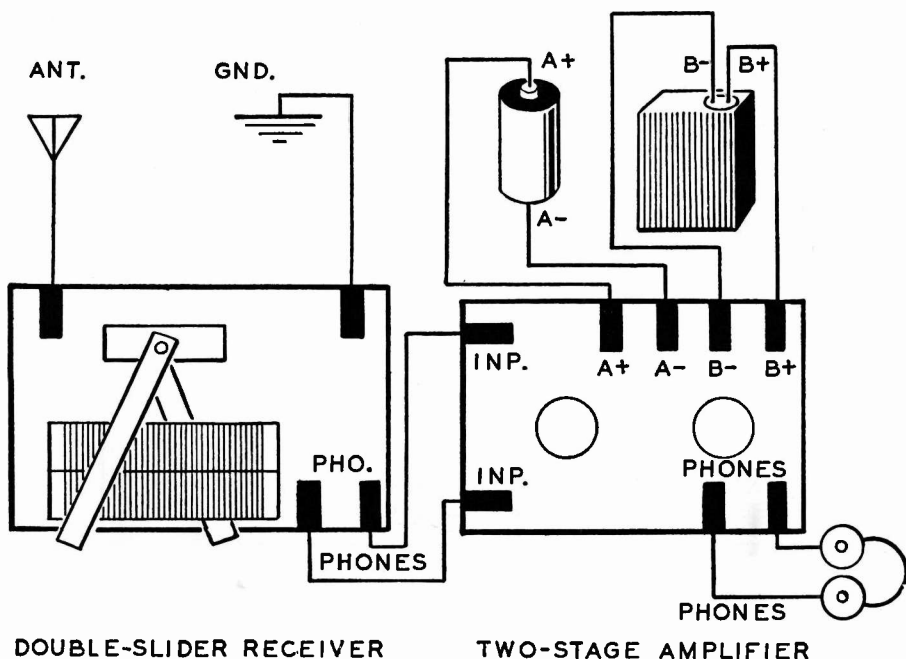 ANT.
GND.
A+
B-
B+
A-
INP.
A+
A-
B-
B+
PHO.
INP.
PHONES
PHONES
PHONES
DOUBLE-SLIDER RECEIVER
TWO-STAGE AMPLIFIER